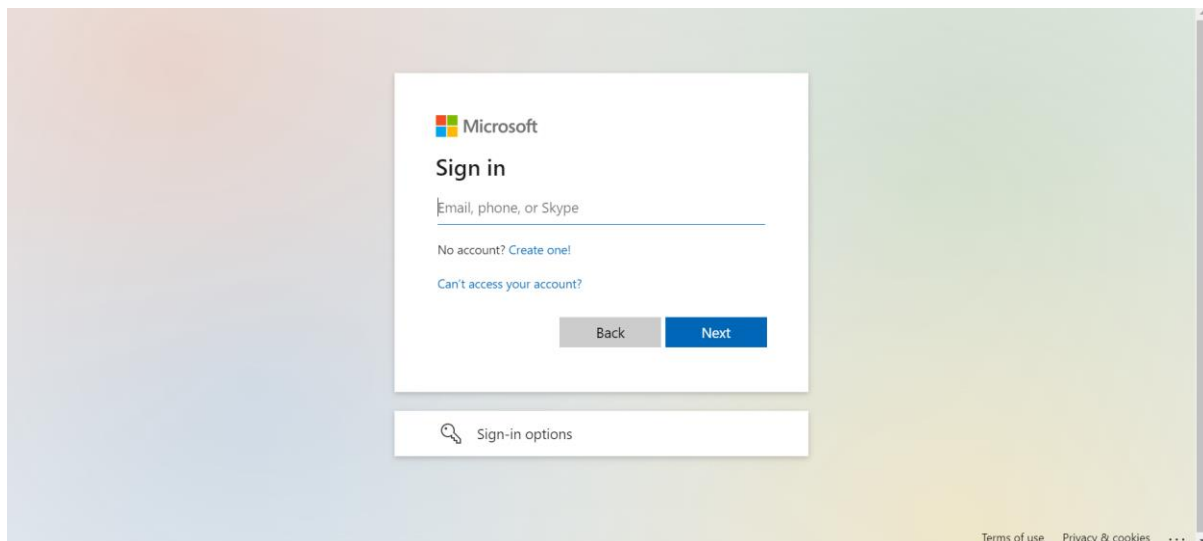 Microsoft
Sign in
Email, phone, or Skype
No account? Create one!
Can't access your account?
Back Next
Sign-in options
Terms of use Privacy & cookies ...